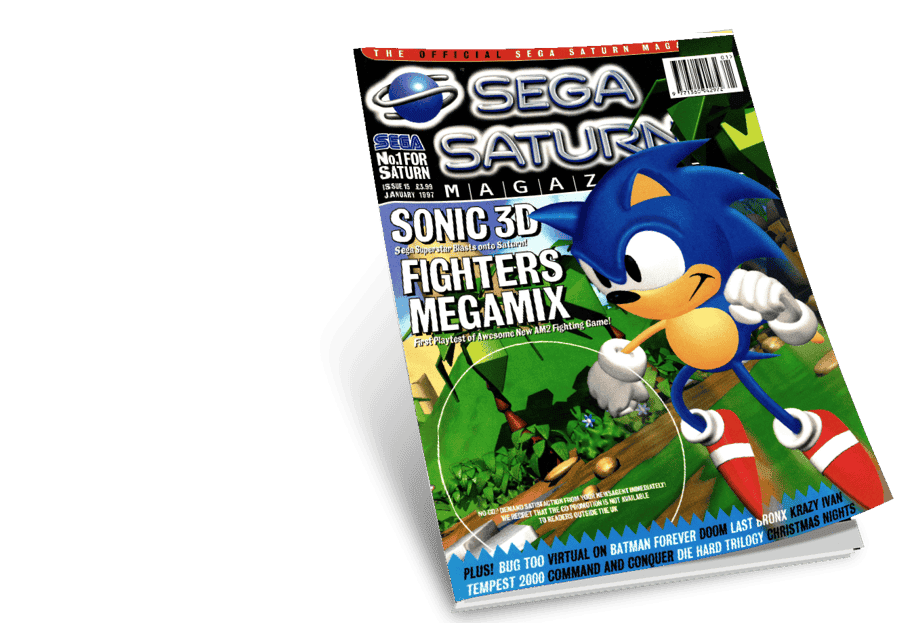 THE OFFICIAL SEGA SATURN MAG
SEGA
SATURN
MAGAZ
SEGA
No.1 FOR
SATURN
ISSUE 15 £3.99
JANUARY 1997
SONIC 3D
Sega Superstar Blasts onto Saturn!
FIGHTERS
MEGAMIX
First Playtest of Awesome New AM2 Fighting Game!
NO CD? DEMAND SATISFACTION FROM YOUR NEWSAGENT IMMEDIATELY!
WE REGRET THAT THE CD PROMOTION IS NOT AVAILABLE
TO READERS OUTSIDE THE UK
PLUS! BUG TOO VIRTUAL ON BATMAN FOREVER DOOM LAST BRONX KRAZY IVAN
TEMPEST 2000 COMMAND AND CONQUER DIE HARD TRILOGY CHRISTMAS NIGHTS